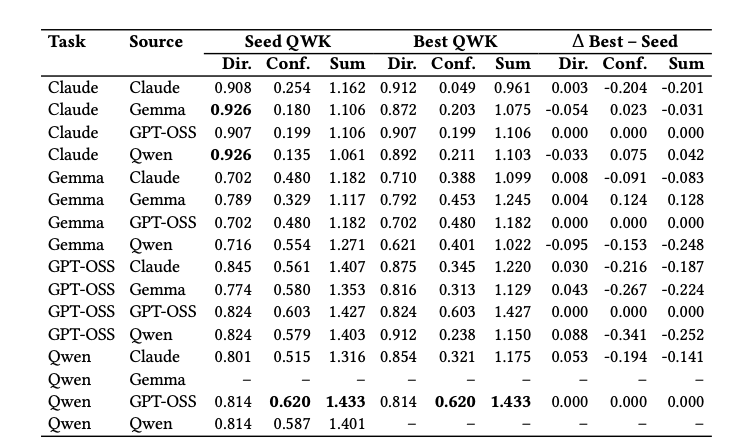 Task Source Seed QWK Best QWK Δ Best – Seed
Dir. Conf. Sum Dir. Conf. Sum Dir. Conf. Sum
Claude Claude 0.908 0.254 1.162 0.912 0.049 0.961 0.003 -0.204 -0.201
Claude Gemma 0.926 0.180 1.106 0.872 0.203 1.075 -0.054 0.023 -0.031
Claude GPT-OSS 0.907 0.199 1.106 0.907 0.199 1.106 0.000 0.000 0.000
Claude Qwen 0.926 0.135 1.061 0.892 0.211 1.103 -0.033 0.075 0.042
Gemma Claude 0.702 0.480 1.182 0.710 0.388 1.099 0.008 -0.091 -0.083
Gemma Gemma 0.789 0.329 1.117 0.792 0.453 1.245 0.004 0.124 0.128
Gemma GPT-OSS 0.702 0.480 1.182 0.702 0.480 1.182 0.000 0.000 0.000
Gemma Qwen 0.716 0.554 1.271 0.621 0.401 1.022 -0.095 -0.153 -0.248
GPT-OSS Claude 0.845 0.561 1.407 0.875 0.345 1.220 0.030 -0.216 -0.187
GPT-OSS Gemma 0.774 0.580 1.353 0.816 0.313 1.129 0.043 -0.267 -0.224
GPT-OSS GPT-OSS 0.824 0.603 1.427 0.824 0.603 1.427 0.000 0.000 0.000
GPT-OSS Qwen 0.824 0.579 1.403 0.912 0.238 1.150 0.088 -0.341 -0.252
Qwen Claude 0.801 0.515 1.316 0.854 0.321 1.175 0.053 -0.194 -0.141
Qwen Gemma – – – – – – – – –
Qwen GPT-OSS 0.814 0.620 1.433 0.814 0.620 1.433 0.000 0.000 0.000
Qwen Qwen 0.814 0.587 1.401 – – – – – –